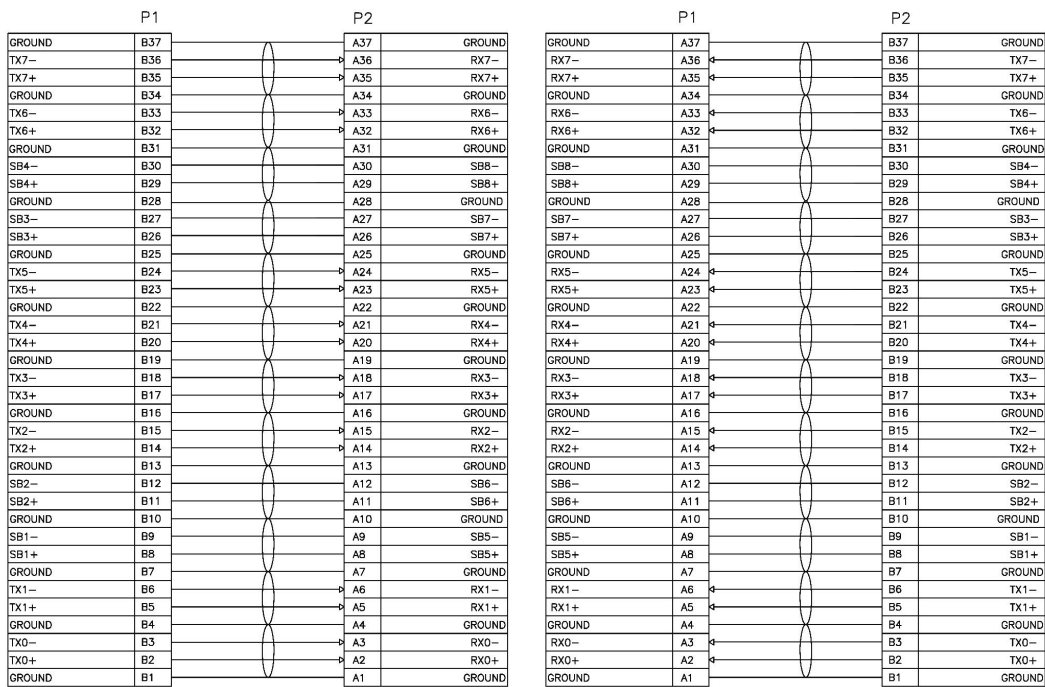 P1 P2 P1 P2
GROUND B37 A37 GROUND GROUND A37 B37 GROUND
TX7− B36 A36 RX7− RX7− A36 B36 TX7−
TX7+ B35 A35 RX7+ RX7+ A35 B35 TX7+
GROUND B34 A34 GROUND GROUND A34 B34 GROUND
TX6− B33 A33 RX6− RX6− A33 B33 TX6−
TX6+ B32 A32 RX6+ RX6+ A32 B32 TX6+
GROUND B31 A31 GROUND GROUND A31 B31 GROUND
SB4− B30 A30 SB8− SB8− A30 B30 SB4−
SB4+ B29 A29 SB8+ SB8+ A29 B29 SB4+
GROUND B28 A28 GROUND GROUND A28 B28 GROUND
SB3− B27 A27 SB7− SB7− A27 B27 SB3−
SB3+ B26 A26 SB7+ SB7+ A26 B26 SB3+
GROUND B25 A25 GROUND GROUND A25 B25 GROUND
TX5− B24 A24 RX5− RX5− A24 B24 TX5−
TX5+ B23 A23 RX5+ RX5+ A23 B23 TX5+
GROUND B22 A22 GROUND GROUND A22 B22 GROUND
TX4− B21 A21 RX4− RX4− A21 B21 TX4−
TX4+ B20 A20 RX4+ RX4+ A20 B20 TX4+
GROUND B19 A19 GROUND GROUND A19 B19 GROUND
TX3− B18 A18 RX3− RX3− A18 B18 TX3−
TX3+ B17 A17 RX3+ RX3+ A17 B17 TX3+
GROUND B16 A16 GROUND GROUND A16 B16 GROUND
TX2− B15 A15 RX2− RX2− A15 B15 TX2−
TX2+ B14 A14 RX2+ RX2+ A14 B14 TX2+
GROUND B13 A13 GROUND GROUND A13 B13 GROUND
SB2− B12 A12 SB6− SB6− A12 B12 SB2−
SB2+ B11 A11 SB6+ SB6+ A11 B11 SB2+
GROUND B10 A10 GROUND GROUND A10 B10 GROUND
SB1− B9 A9 SB5− SB5− A9 B9 SB1−
SB1+ B8 A8 SB5+ SB5+ A8 B8 SB1+
GROUND B7 A7 GROUND GROUND A7 B7 GROUND
TX1− B6 A6 RX1− RX1− A6 B6 TX1−
TX1+ B5 A5 RX1+ RX1+ A5 B5 TX1+
GROUND B4 A4 GROUND GROUND A4 B4 GROUND
TX0− B3 A3 RX0− RX0− A3 B3 TX0−
TX0+ B2 A2 RX0+ RX0+ A2 B2 TX0+
GROUND B1 A1 GROUND GROUND A1 B1 GROUND